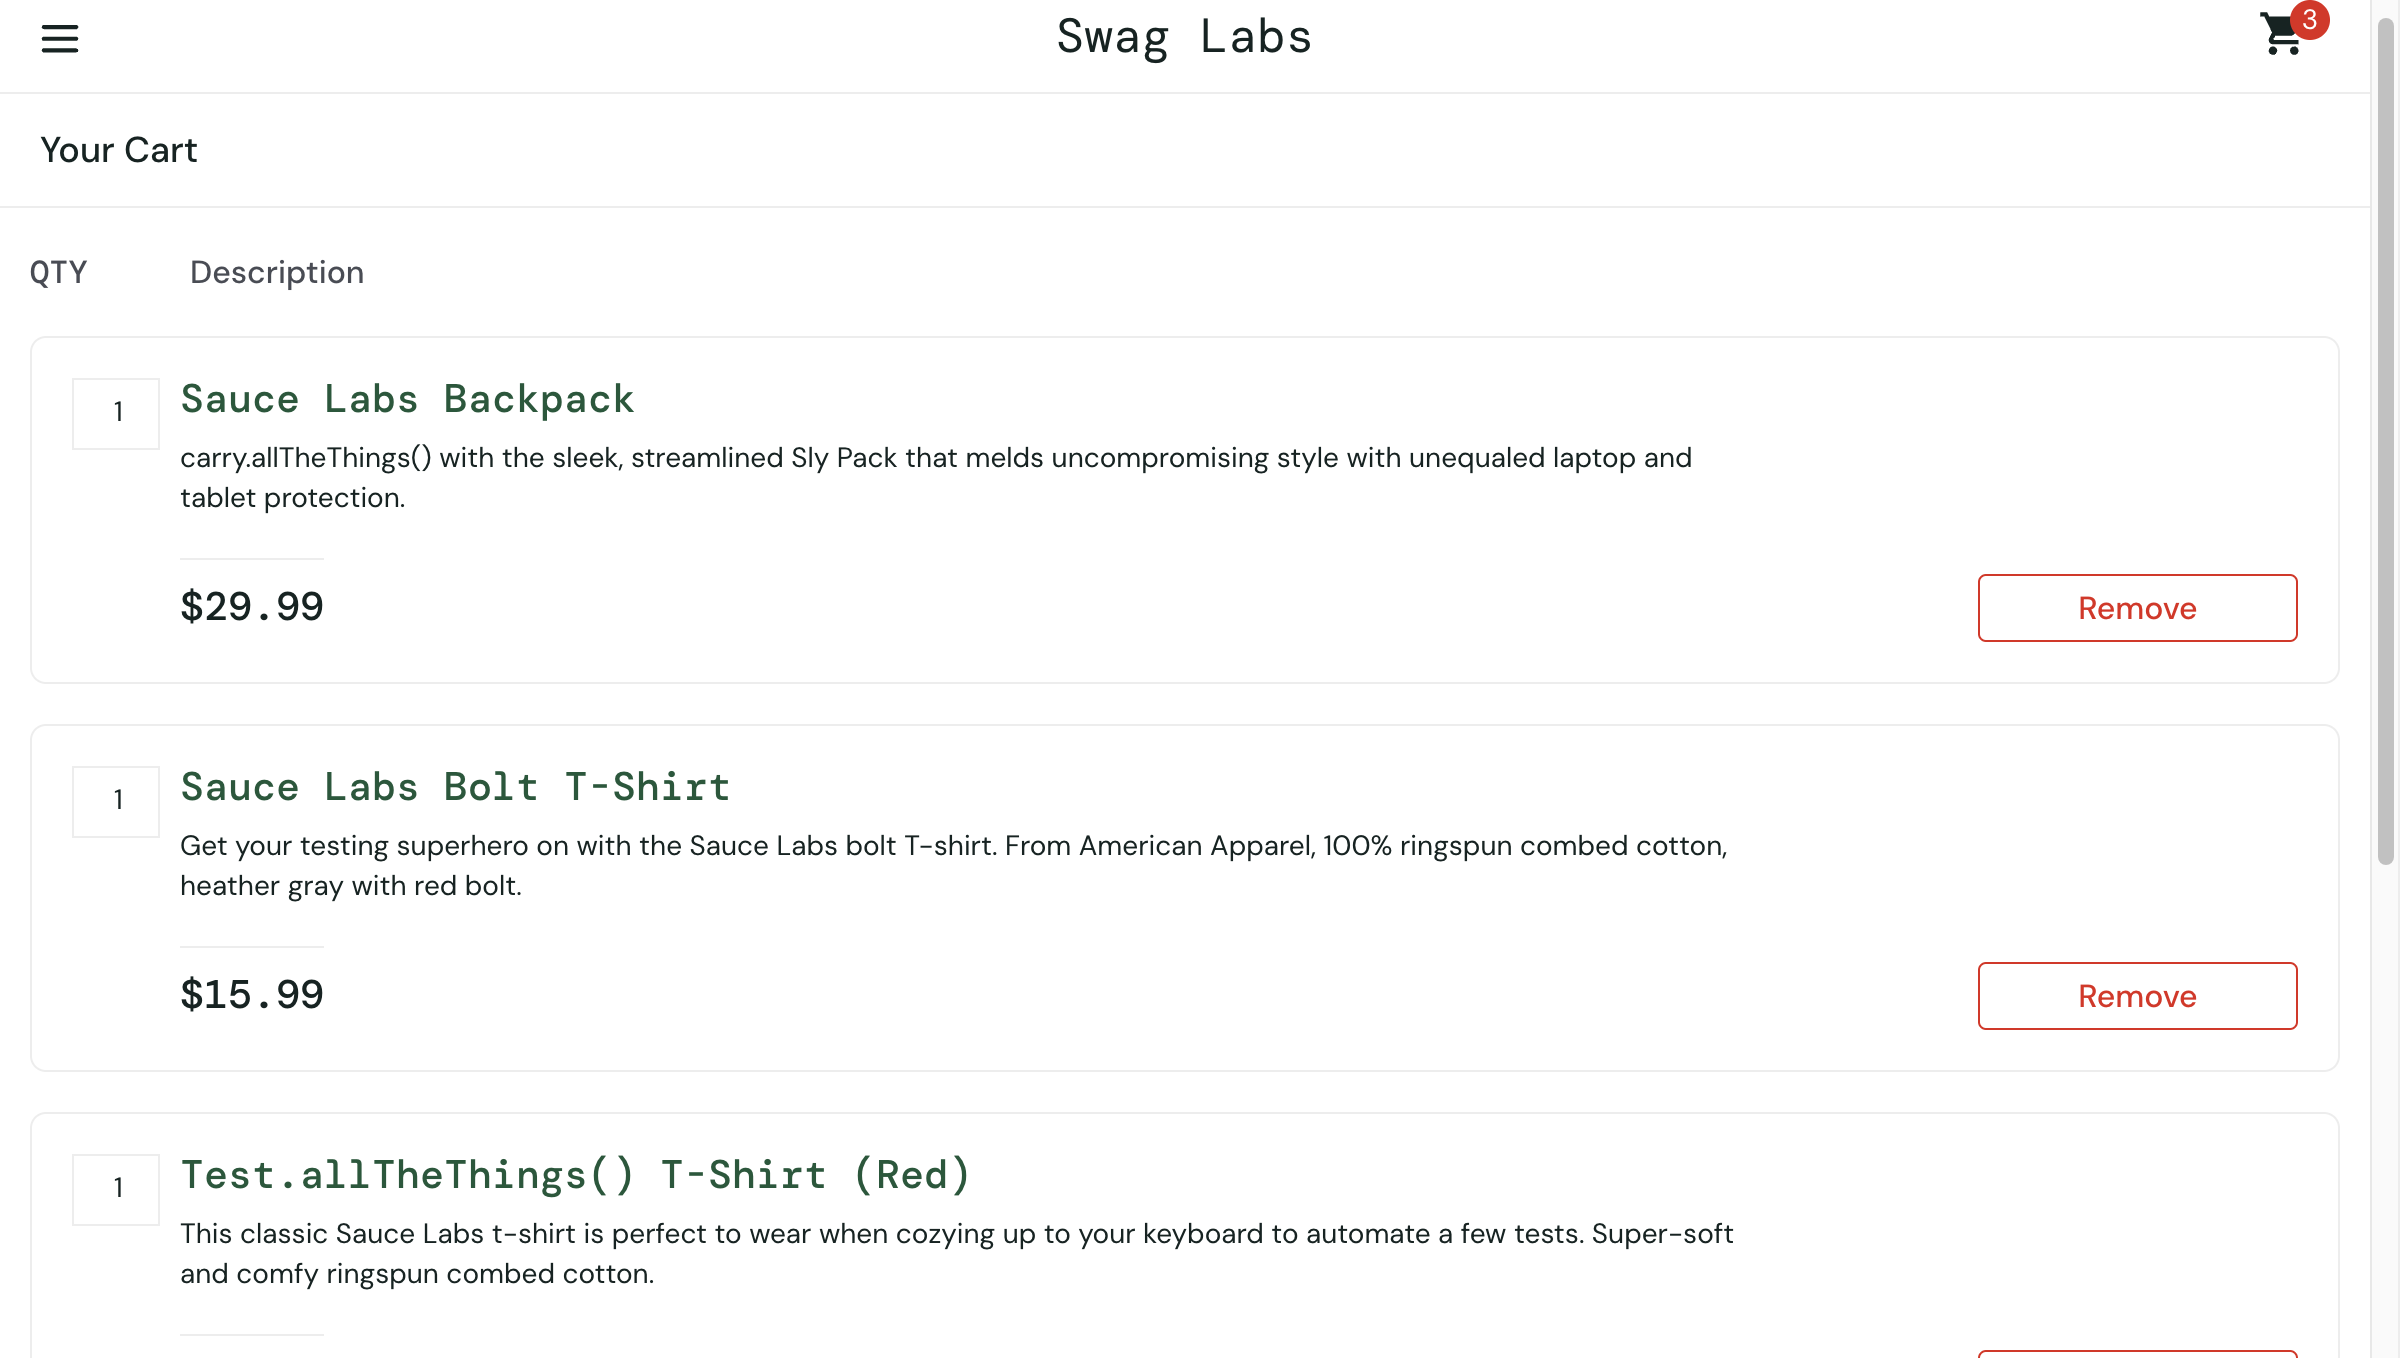 Swag Labs
3
Your Cart
QTY
Description
1
Sauce Labs Backpack
carry.allTheThings() with the sleek, streamlined Sly Pack that melds uncompromising style with unequaled laptop and
tablet protection.
$29.99
Remove
1
Sauce Labs Bolt T-Shirt
Get your testing superhero on with the Sauce Labs bolt T-shirt. From American Apparel, 100% ringspun combed cotton,
heather gray with red bolt.
$15.99
Remove
1
Test.allTheThings() T-Shirt (Red)
This classic Sauce Labs t-shirt is perfect to wear when cozying up to your keyboard to automate a few tests. Super-soft
and comfy ringspun combed cotton.